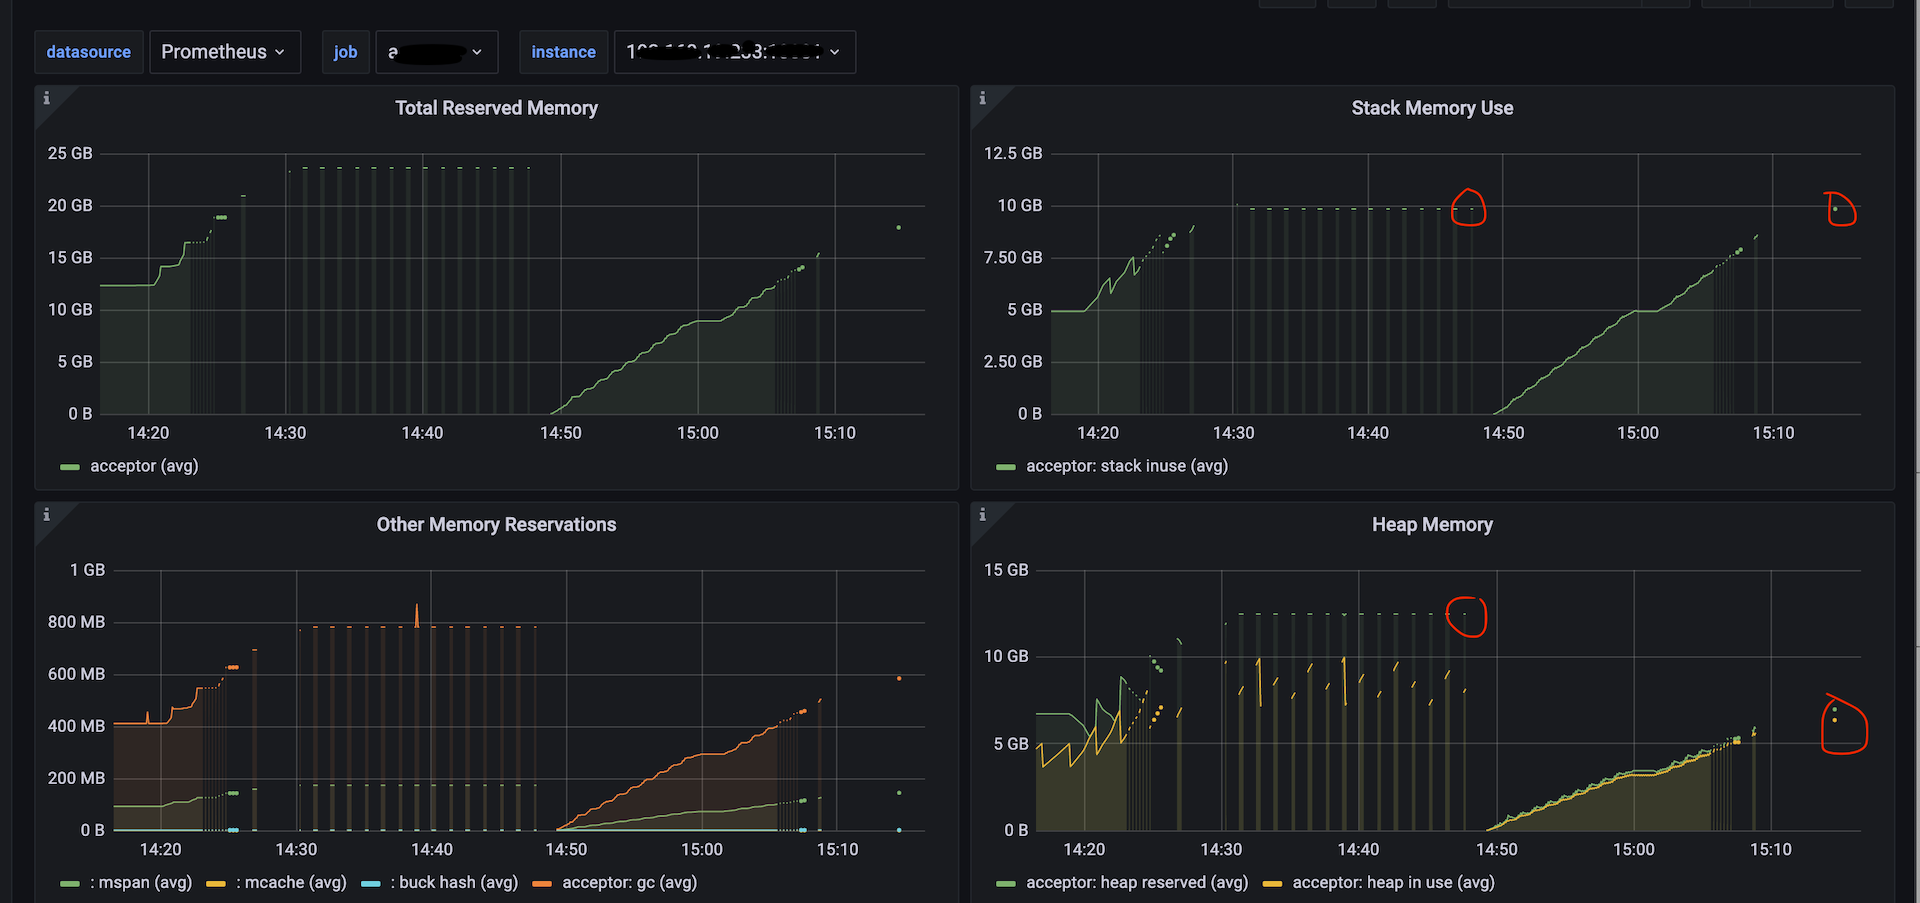 datasource Prometheus job instance
Total Reserved Memory
25 GB
20 GB
15 GB
10 GB
5 GB
0 B
14:20 14:30 14:40 14:50 15:00 15:10
acceptor (avg)
Stack Memory Use
12.5 GB
10 GB
7.50 GB
5 GB
2.50 GB
0 B
14:20 14:30 14:40 14:50 15:00 15:10
acceptor: stack inuse (avg)
Other Memory Reservations
1 GB
800 MB
600 MB
400 MB
200 MB
0 B
14:20 14:30 14:40 14:50 15:00 15:10
: mspan (avg) : mcache (avg) : buck hash (avg) acceptor: gc (avg)
Heap Memory
15 GB
10 GB
5 GB
0 B
14:20 14:30 14:40 14:50 15:00 15:10
acceptor: heap reserved (avg) acceptor: heap in use (avg)